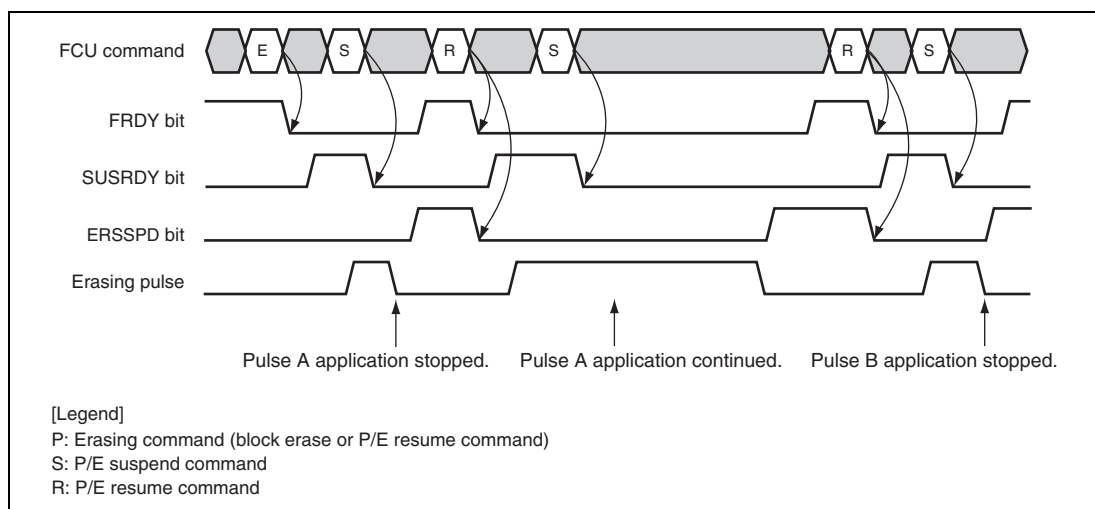 FCU command
E S R S R S
FRDY bit
SUSRDY bit
ERSSPD bit
Erasing pulse
Pulse A application stopped. Pulse A application continued. Pulse B application stopped.
[Legend]
P: Erasing command (block erase or P/E resume command)
S: P/E suspend command
R: P/E resume command